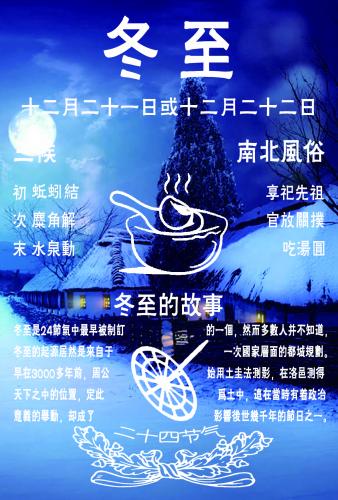 冬至
十二月二十一日或十二月二十二日
三候
南北風俗
初 蚯蚓結
次 麋角解
末 水泉動
享祀先祖
官放關撲
吃湯圓
冬至的故事
冬至是24節氣中最早被制訂的一個，然而多數人并不知道，
冬至的起源居然是來自于一次國家層面的都城規劃。
早在3000多年前，周公始用土圭法測影，在洛邑測得
天下之中的位置，定此爲土中，這在當時有着政治
意義的舉動，却成了影響後世幾千年的節日之一。
二十四节气